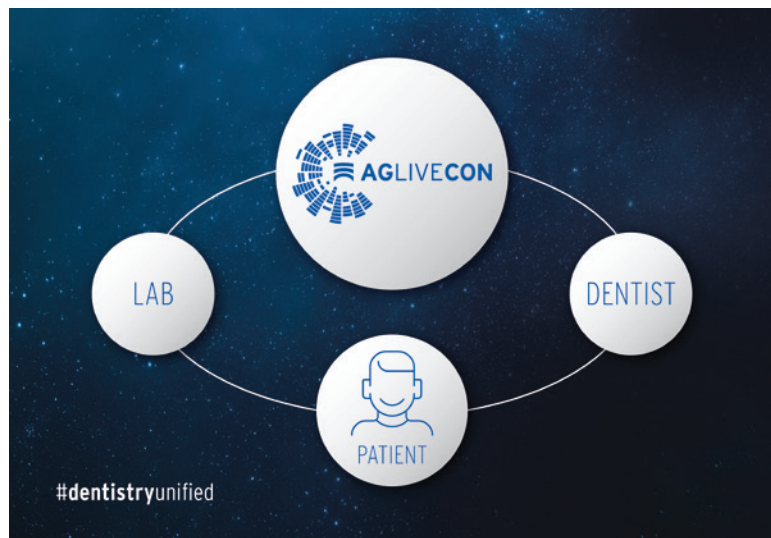 AGLIVECON
LAB
DENTIST
PATIENT
#dentistryunified